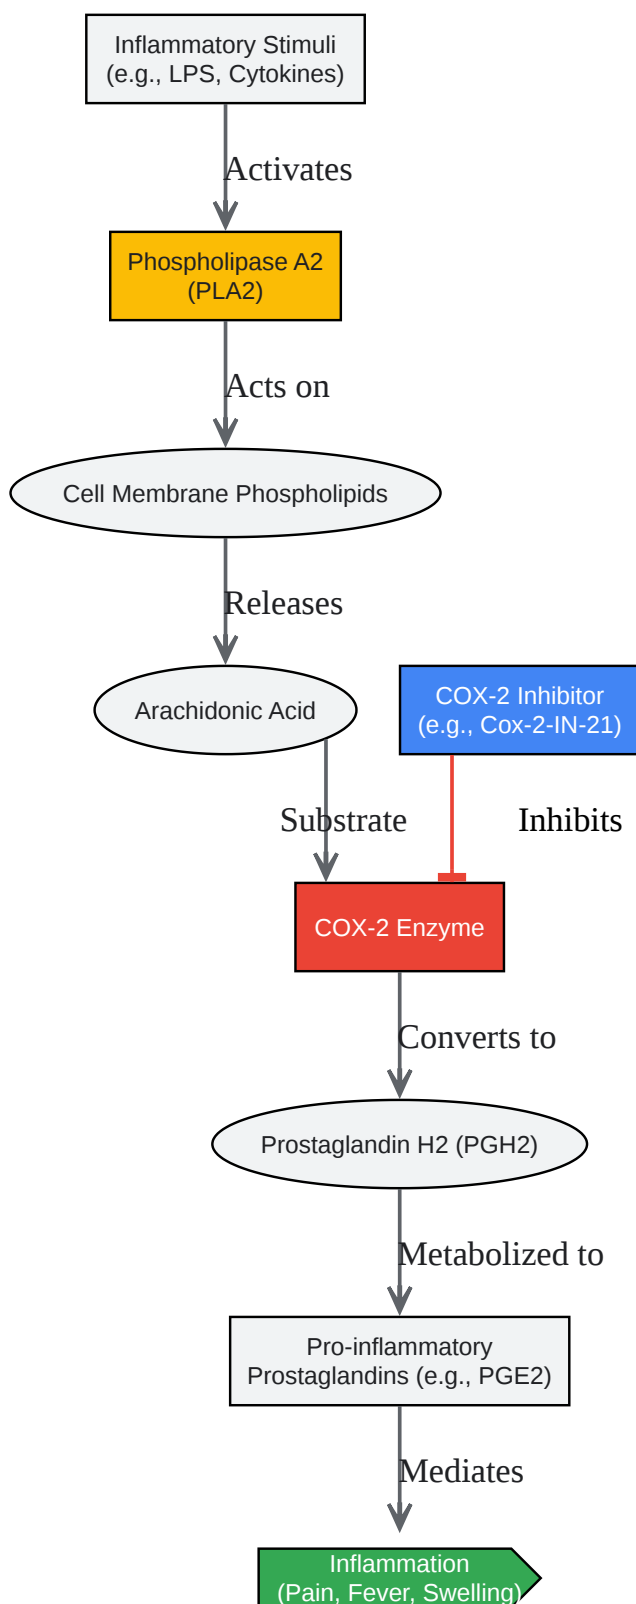 Inflammatory Stimuli
(e.g., LPS, Cytokines)
Activates
Phospholipase A2
(PLA2)
Acts on
Cell Membrane Phospholipids
Releases
Arachidonic Acid
COX-2 Inhibitor
(e.g., Cox-2-IN-21)
Substrate
Inhibits
COX-2 Enzyme
Converts to
Prostaglandin H2 (PGH2)
Metabolized to
Pro-inflammatory
Prostaglandins (e.g., PGE2)
Mediates
Inflammation
(Pain, Fever, Swelling)